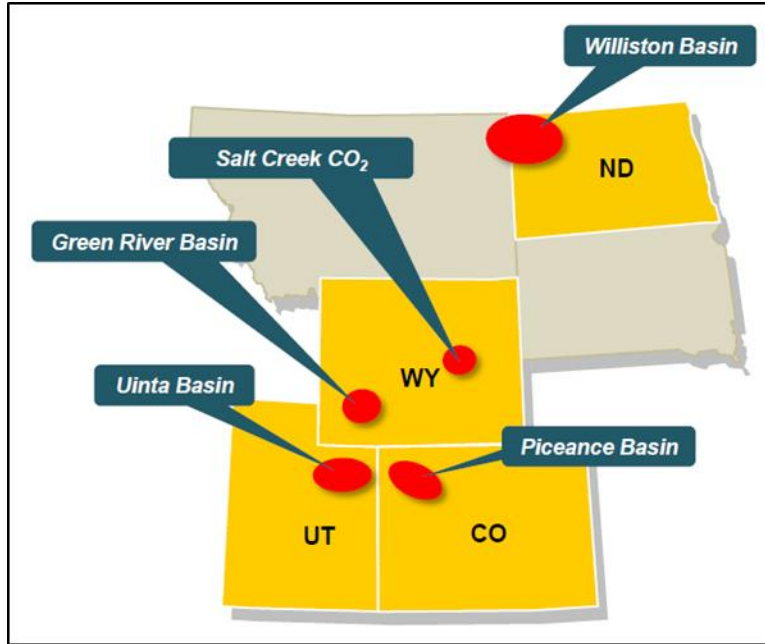 Williston Basin
Salt Creek CO₂
ND
Green River Basin
WY
Uinta Basin
Piceance Basin
UT
CO